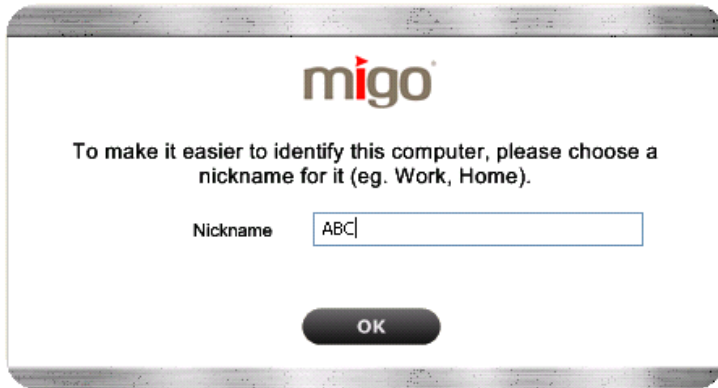 migo
To make it easier to identify this computer, please choose a
nickname for it (eg. Work, Home).
Nickname ABC
OK